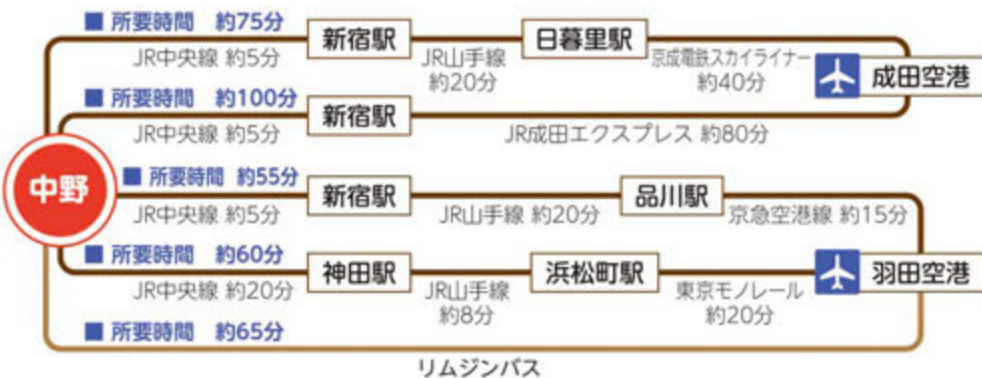 ■ 所要時間 約75分
新宿駅
日暮里駅
JR中央線 約5分
JR山手線
約20分
京成電鉄スカイライナー
約40分
成田空港
■ 所要時間 約100分
新宿駅
JR中央線 約5分
JR成田エクスプレス 約80分
中野
■ 所要時間 約55分
新宿駅
品川駅
JR中央線 約5分
JR山手線 約20分
京急空港線 約15分
■ 所要時間 約60分
神田駅
浜松町駅
羽田空港
JR中央線 約20分
JR山手線
約8分
東京モノレール
約20分
■ 所要時間 約65分
リムジンバス